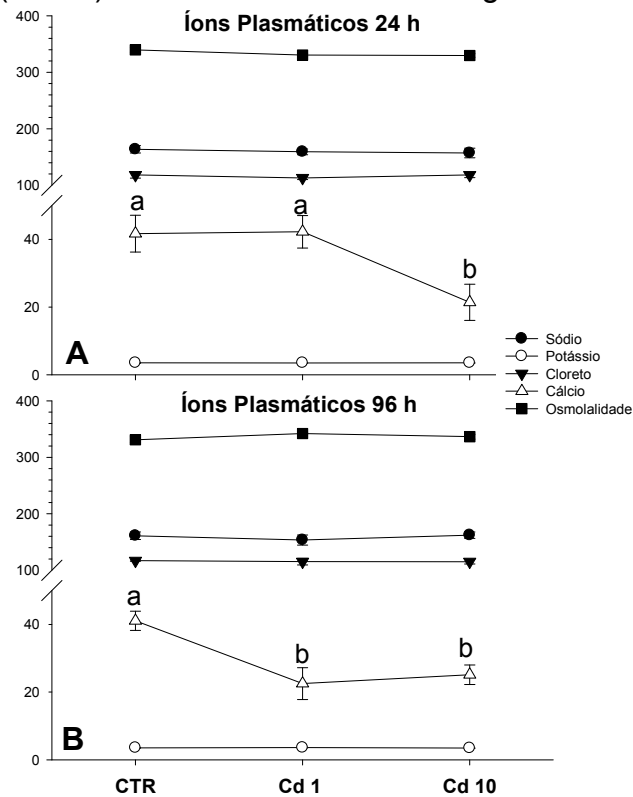 Íons Plasmáticos 24 h
400
300
200
100
40
20
0
a
a
b
A
Sódio
Potássio
Cloreto
Cálcio
Osmolalidade
Íons Plasmáticos 96 h
400
300
200
100
40
20
0
a
b
b
B
CTR
Cd 1
Cd 10